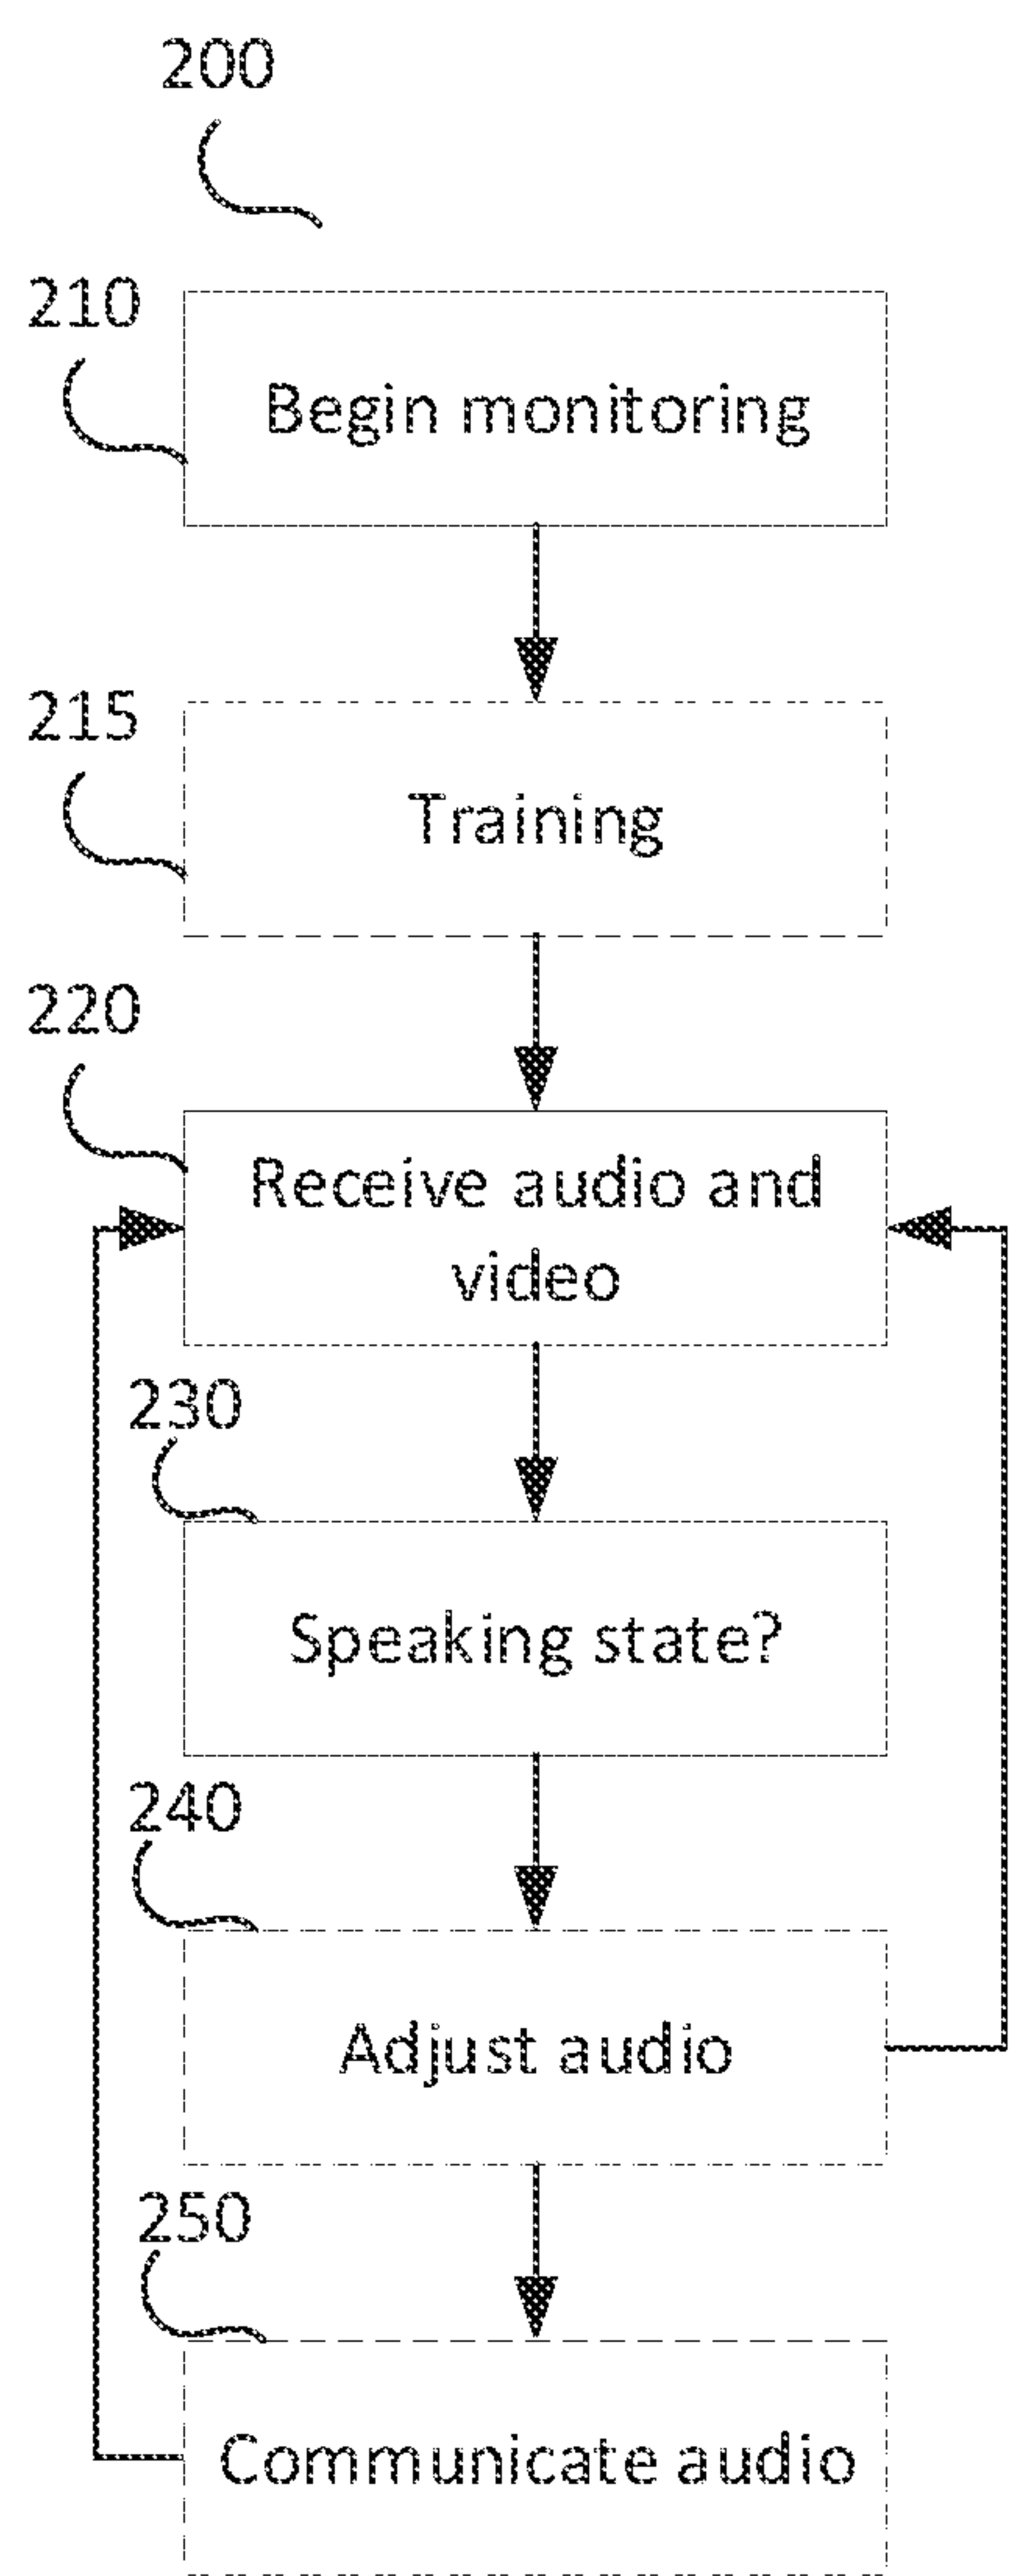 200
210
Begin monitoring
215
Training
220
Receive audio and
video
230
Speaking state?
240
Adjust audio
250
Communicate audio